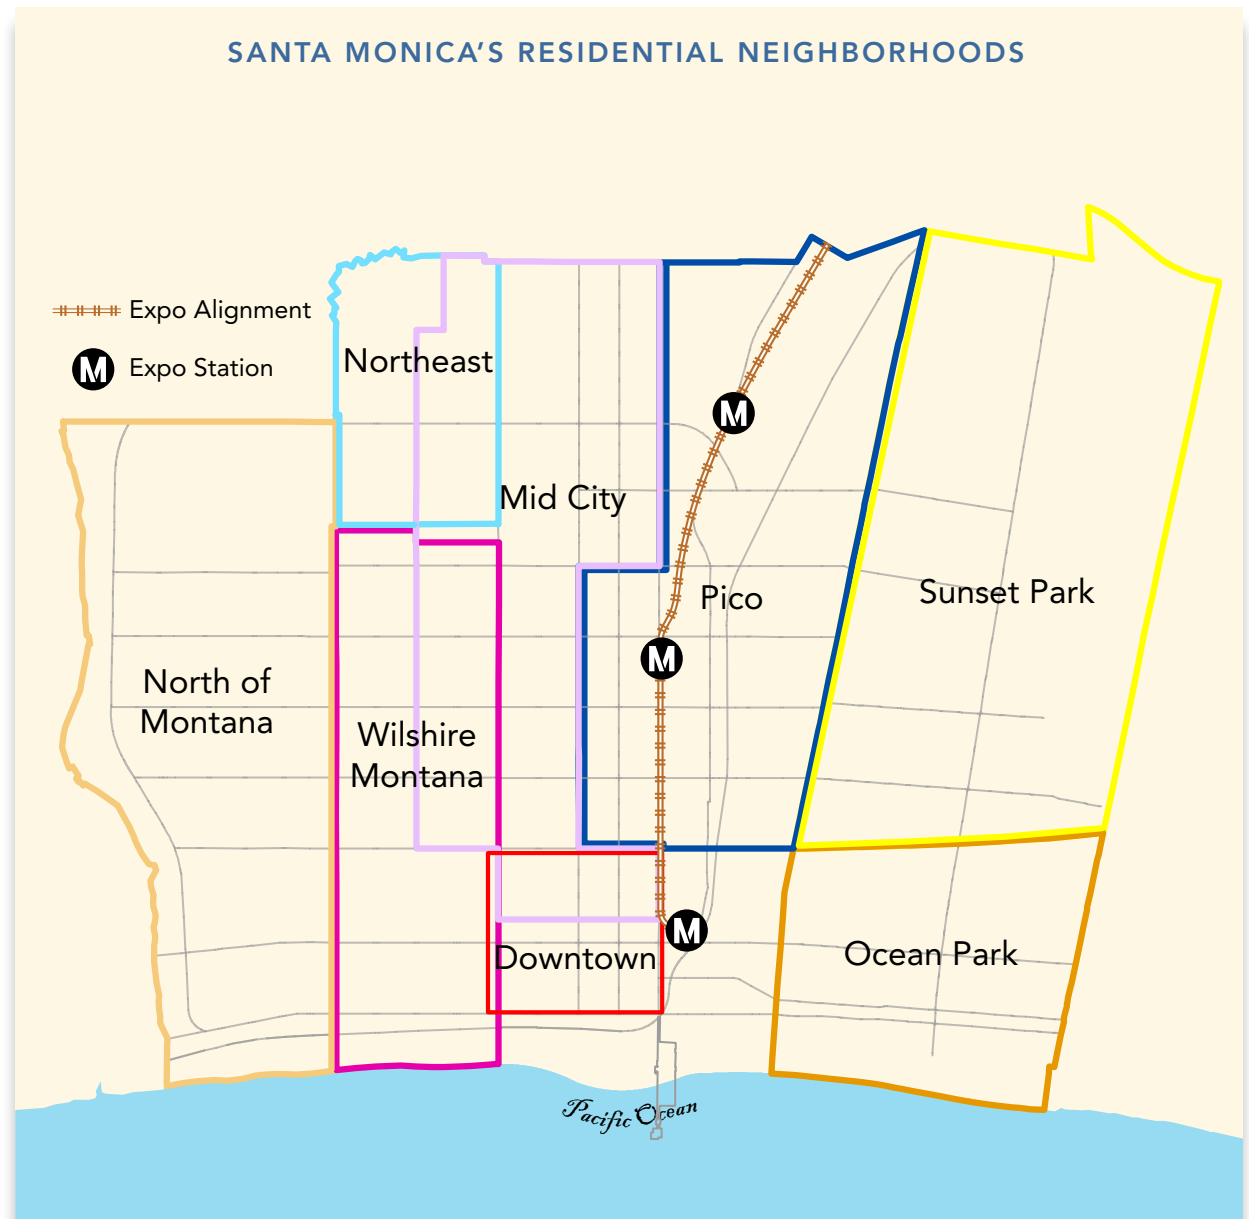 SANTA MONICA’S RESIDENTIAL NEIGHBORHOODS
Expo Alignment
M Expo Station
Northeast
M
Mid City
Pico
Sunset Park
M
North of
Montana
Wilshire
Montana
M
Downtown
Ocean Park
Pacific Ocean